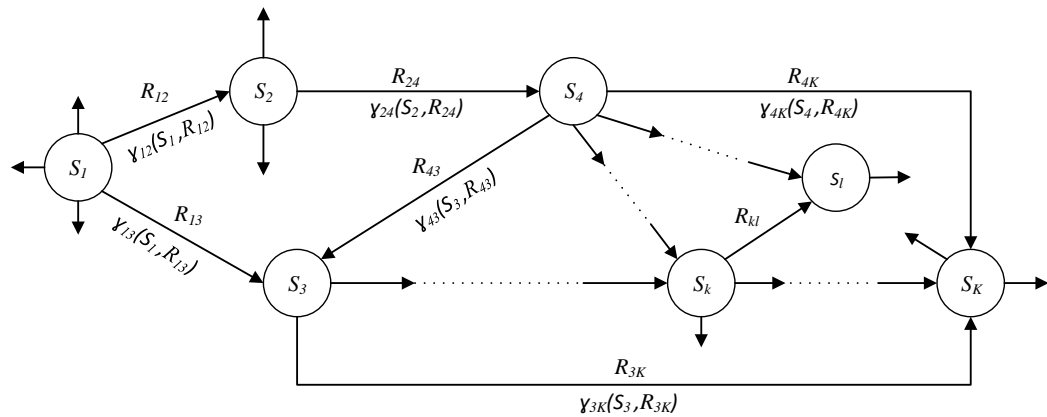 R12
S2
R24
S4
R4K
γ24(S2,R24)
γ4K(S4,R4K)
γ12(S1,R12)
S1
R43
Sl
γ43(S3,R43)
R13
Rkl
γ13(S1,R13)
S3
Sk
SK
R3K
γ3K(S3,R3K)